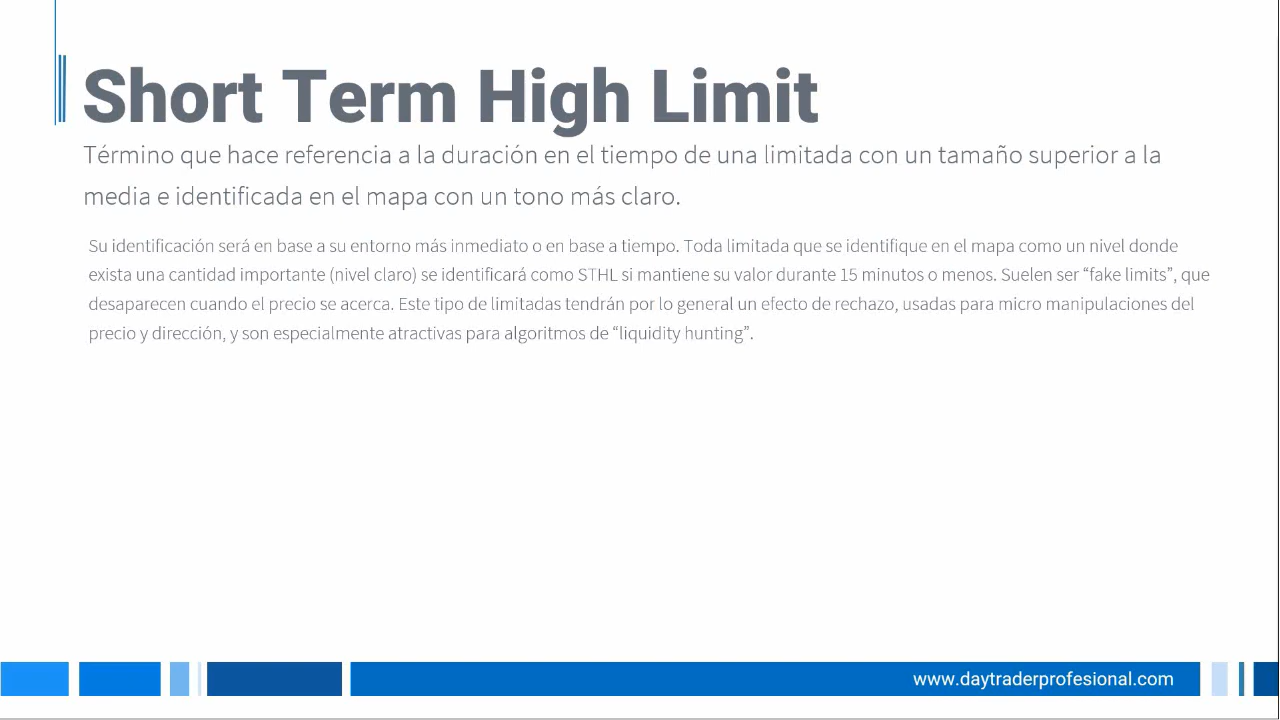 Short Term High Limit
Término que hace referencia a la duración en el tiempo de una limitada con un tamaño superior a la
media e identificada en el mapa con un tono más claro.
Su identificación será en base a su entorno más inmediato o en base a tiempo. Toda limitada que se identifique en el mapa como un nivel donde
exista una cantidad importante (nivel claro) se identificará como STHL si mantiene su valor durante 15 minutos o menos. Suelen ser “fake limits”, que
desaparecen cuando el precio se acerca. Este tipo de limitadas tendrán por lo general un efecto de rechazo, usadas para micro manipulaciones del
precio y dirección, y son especialmente atractivas para algoritmos de “liquidity hunting”.
www.daytraderprofesional.com